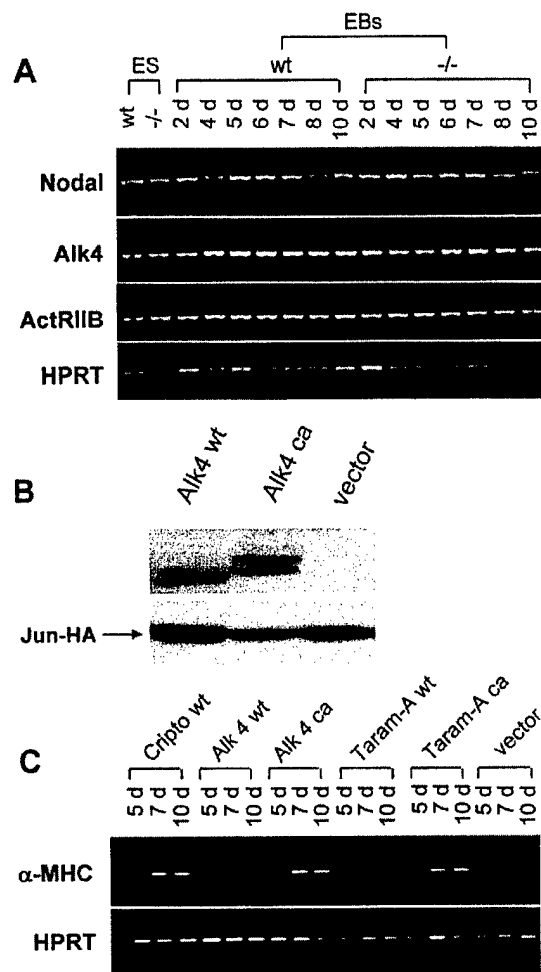 EBs
A
ES wt -/-
wt -/- 2 d 4 d 5 d 6 d 7 d 8 d 10 d 2 d 4 d 5 d 6 d 7 d 8 d 10 d
Nodal
Alk4
ActRIIB
HPRT
B
Alk4 wt Alk4 ca vector
Jun-HA
C
Cripto wt Alk 4 wt Alk 4 ca Taram-A wt Taram-A ca vector
5 d 7 d 10 d 5 d 7 d 10 d 5 d 7 d 10 d 5 d 7 d 10 d 5 d 7 d 10 d 5 d 7 d 10 d
α-MHC
HPRT